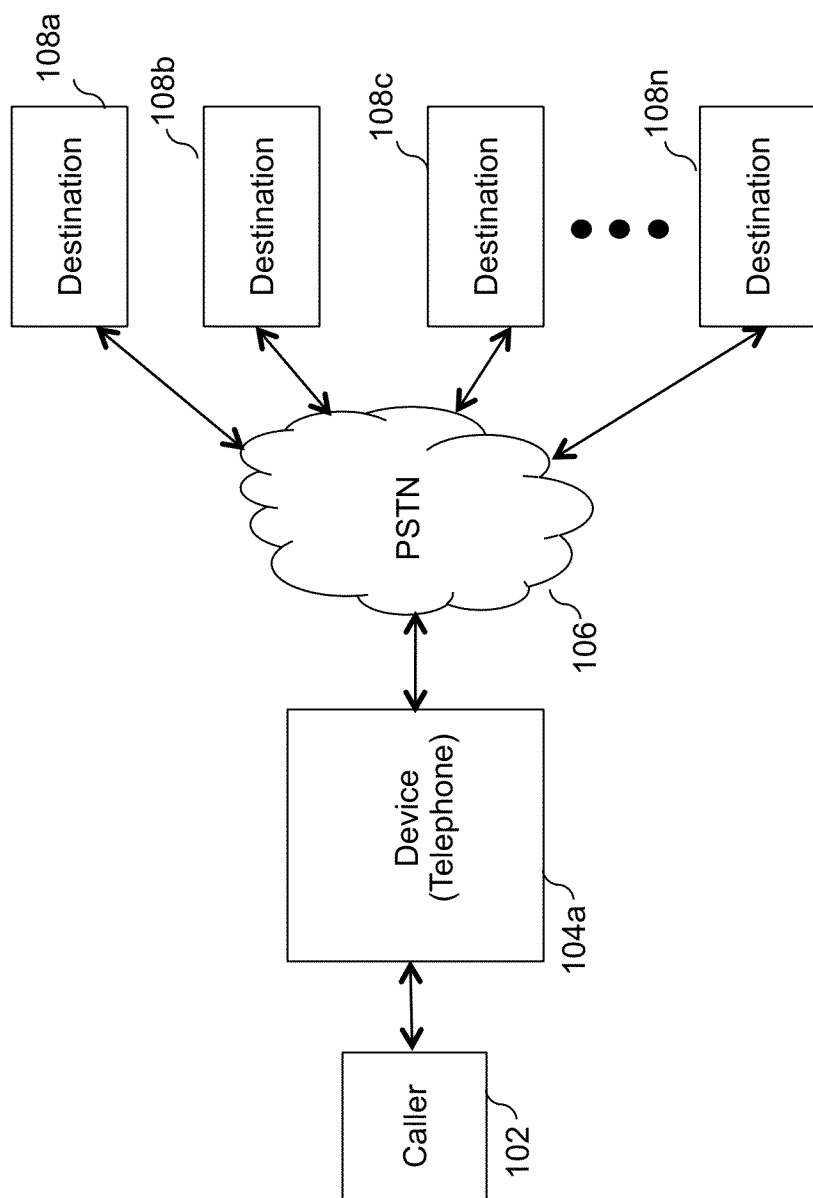 Caller
102
Device
(Telephone)
104a
PSTN
106
Destination
108a
Destination
108b
Destination
108c
Destination
108n